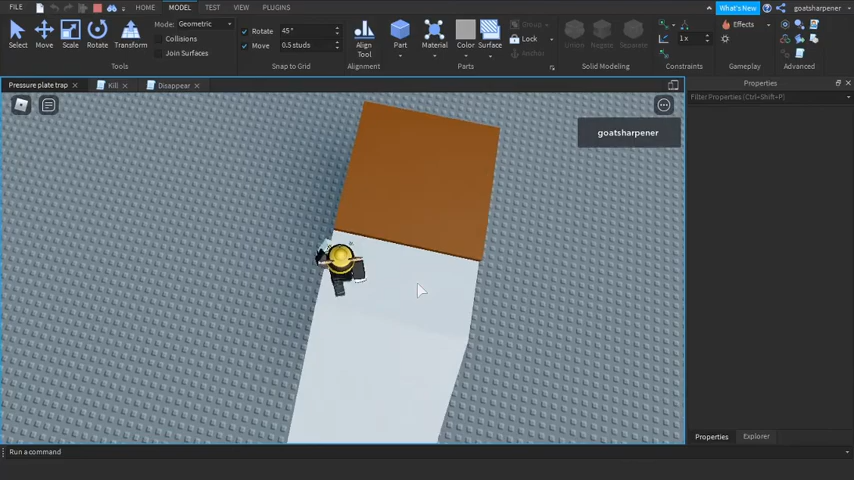 FILE HOME MODEL TEST VIEW PLUGINS What's New goatsharpener
Mode: Geometric Rotate 45° Group Effects
Collisions Move 0.5 studs Lock 1 x
Join Surfaces Anchor
Select Move Scale Rotate Transform Align Tool Part Material Color Surface Union Negate Separate
Tools Snap to Grid Alignment Parts Solid Modeling Constraints Gameplay Advanced
Pressure plate trap Kill Disappear Properties
Filter Properties (Ctrl+Shift+P)
goatsharpener
Properties Explorer
Run a command